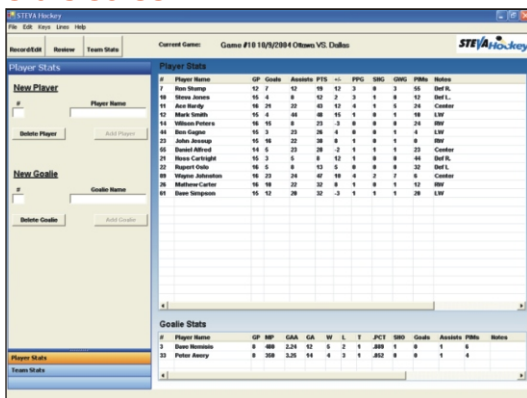 STEVA Hockey
File Edit Keys Lines Help
Record/Edit Review Team Stats
Current Game: Game #10 10/9/2004 Ottawa VS. Dallas
STEVA Hockey
Player Stats
New Player
# Player Name
Delete Player Add Player
New Goalie
# Goalie Name
Delete Goalie Add Goalie
Player Stats
Team Stats
Player Stats
# Player Name GP Goals Assists PTS +/- PPG SHG GWG PIMs Notes
7 Ron Stump 12 7 12 19 12 3 0 3 55 Def R.
10 Steve Jones 15 4 8 12 2 3 1 0 12 Def L.
11 Ace Hardy 16 21 22 43 12 4 1 5 24 Center
12 Mark Smith 15 4 44 48 15 1 0 1 18 LW
14 Wilson Peters 16 15 8 23 -3 0 0 0 24 RW
44 Ben Gagne 15 3 23 26 4 0 0 1 4 LW
23 John Jessup 15 16 22 38 8 1 0 1 0 RW
55 Daniel Alfred 14 5 23 28 -2 1 1 1 23 Center
21 Ross Cartright 15 3 5 8 12 1 0 0 44 Def R.
22 Rupert Oslo 16 5 8 13 5 0 0 0 32 Def L
89 Wayne Johnston 16 23 24 47 10 4 2 7 6 Center
26 Mathew Carter 16 10 22 32 8 1 0 1 12 RW
61 Dave Simpson 15 12 20 32 -3 1 1 1 20 LW
Goalie Stats
# Player Name GP MP GAA GA W L T .PCT SHO Goals Assists PIMs Notes
3 Dave 8 480 2.24 12 5 2 1 .889 1 0 1 6
33 Peter Avery 8 350 3.25 14 4 3 1 .852 0 0 1 4